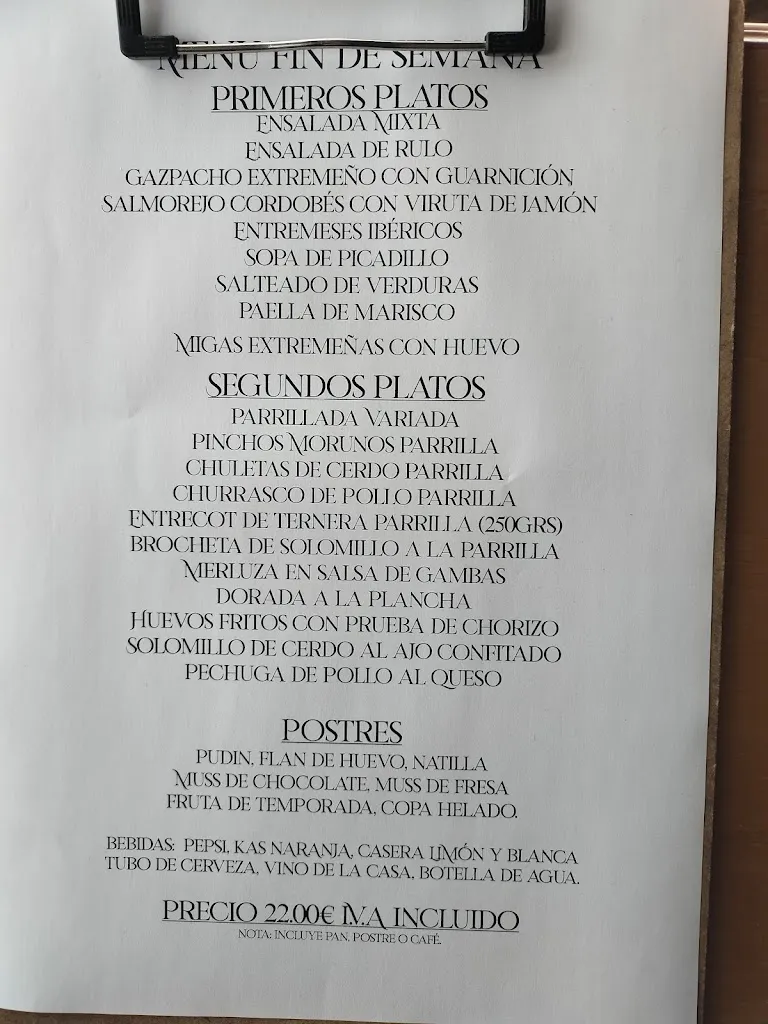 MENU FIN DE SEMANA
PRIMEROS PLATOS
ENSALADA MIXTA
ENSALADA DE RULO
GAZPACHO EXTREMEÑO CON GUARNICIÓN
SALMOREJO CORDOBÉS CON VIRUTA DE JAMÓN
ENTREMESES IBÉRICOS
SOPA DE PICADILLO
SALTEADO DE VERDURAS
PAELLA DE MARISCO
MIGAS EXTREMEÑAS CON HUEVO
SEGUNDOS PLATOS
PARRILLADA VARIADA
PINCHOS MORUNOS PARRILLA
CHULETAS DE CERDO PARRILLA
CHURRASCO DE POLLO PARRILLA
ENTRECOT DE TERNERA PARRILLA (250GRS)
BROCHETA DE SOLOMILLO A LA PARRILLA
MERLUZA EN SALSA DE GAMBAS
DORADA A LA PLANCHA
HUEVOS FRITOS CON PRUEBA DE CHORIZO
SOLOMILLO DE CERDO AL AJO CONFITADO
PECHUGA DE POLLO AL QUESO
POSTRES
PUDIN, FLAN DE HUEVO, NATILLA
MUSS DE CHOCOLATE, MUSS DE FRESA
FRUTA DE TEMPORADA, COPA HELADO.
BEBIDAS: PEPSI, KAS NARANJA, CASERA LIMÓN Y BLANCA
TUBO DE CERVEZA, VINO DE LA CASA, BOTELLA DE AGUA.
PRECIO 22.00€ I.V.A INCLUIDO
NOTA: INCLUYE PAN, POSTRE O CAFÉ.